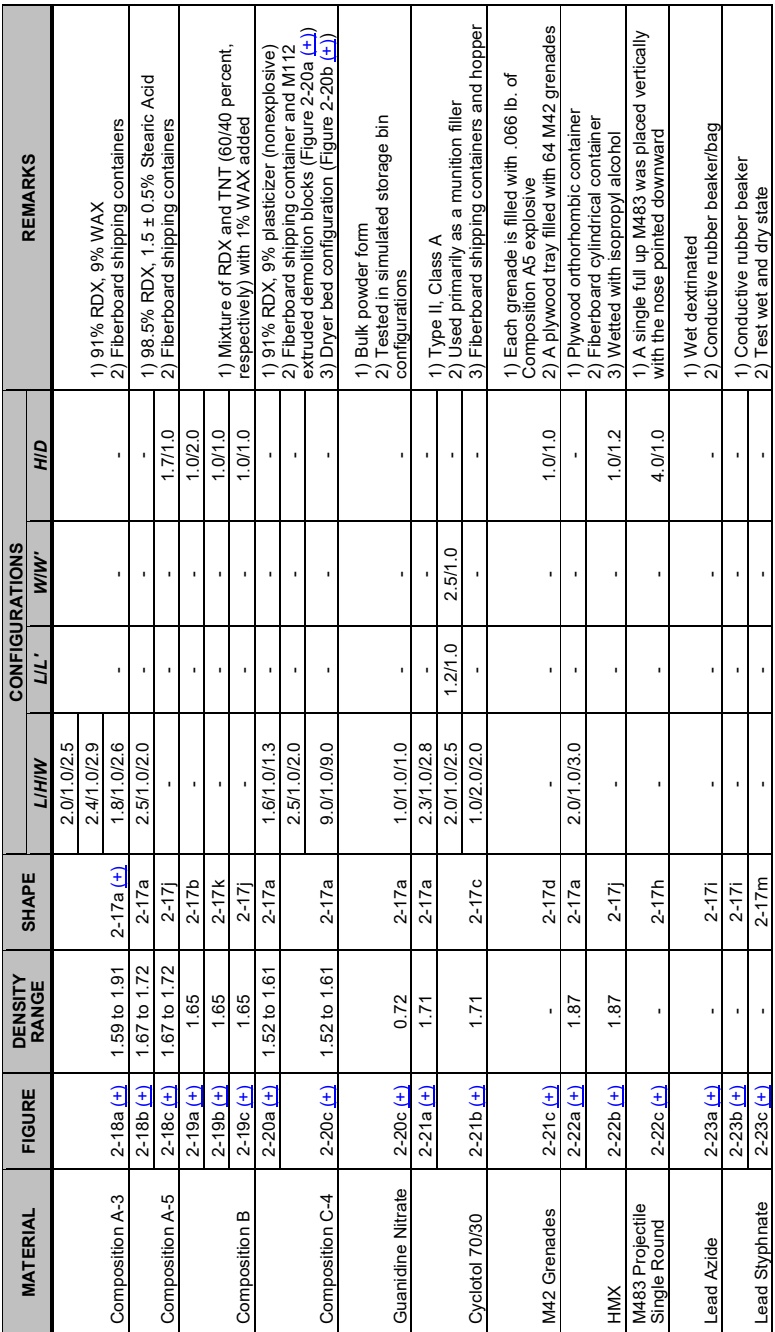 MATERIAL FIGURE DENSITY RANGE SHAPE CONFIGURATIONS REMARKS
L/H/W L/L' W/W' H/D
Composition A-3 2-18a (+) 1.59 to 1.91 2-17a (+) 2.0/1.0/2.5
2.4/1.0/2.9
1.8/1.0/2.6 - - - 1) 91% RDX, 9% WAX
2) Fiberboard shipping containers
Composition A-5 2-18b (+) 1.67 to 1.72 2-17a 2.5/1.0/2.0 - - - 1) 98.5% RDX, 1.5 ± 0.5% Stearic Acid
2-18c (+) 1.67 to 1.72 2-17j - - - 1.7/1.0 2) Fiberboard shipping containers
Composition B 2-19a (+) 1.65 2-17b - - - 1.0/2.0
2-19b (+) 1.65 2-17k - - - 1.0/1.0 1) Mixture of RDX and TNT (60/40 percent,
2-19c (+) 1.65 2-17j - - - 1.0/1.0 respectively) with 1% WAX added
Composition C-4 2-20a (+) 1.52 to 1.61 2-17a 1.6/1.0/1.3 - - - 1) 91% RDX, 9% plasticizer (nonexplosive)
2.5/1.0/2.0 - - - 2) Fiberboard shipping container and M112
extruded demolition blocks (Figure 2-20a (+))
2-20c (+) 1.52 to 1.61 2-17a 9.0/1.0/9.0 - - - 3) Dryer bed configuration (Figure 2-20b (+))
Guanidine Nitrate 2-20c (+) 0.72 2-17a 1.0/1.0/1.0 - - - 1) Bulk powder form
2) Tested in simulated storage bin
configurations
Cyclotol 70/30 2-21a (+) 1.71 2-17a 2.3/1.0/2.8 - - - 1) Type II, Class A
2.0/1.0/2.5 1.2/1.0 2.5/1.0 - 2) Used primarily as a munition filler
2-21b (+) 1.71 2-17c 1.0/2.0/2.0 - - - 3) Fiberboard shipping containers and hopper
M42 Grenades 2-21c (+) - 2-17d - - - 1.0/1.0 1) Each grenade is filled with .066 lb. of
Composition A5 explosive
2) A plywood tray filled with 64 M42 grenades
HMX 2-22a (+) 1.87 2-17a 2.0/1.0/3.0 - - - 1) Plywood orthorhombic container
2) Fiberboard cylindrical container
2-22b (+) 1.87 2-17j - - - 1.0/1.2 3) Wetted with isopropyl alcohol
M483 Projectile
Single Round 2-22c (+) - 2-17h - - - 4.0/1.0 1) A single full up M483 was placed vertically
with the nose pointed downward
Lead Azide 2-23a (+) - 2-17i - - - - 1) Wet dextrinated
2) Conductive rubber beaker/bag
Lead Styphnate 2-23b (+) - 2-17i - - - - 1) Conductive rubber beaker
2-23c (+) - 2-17m - - - - 2) Test wet and dry state